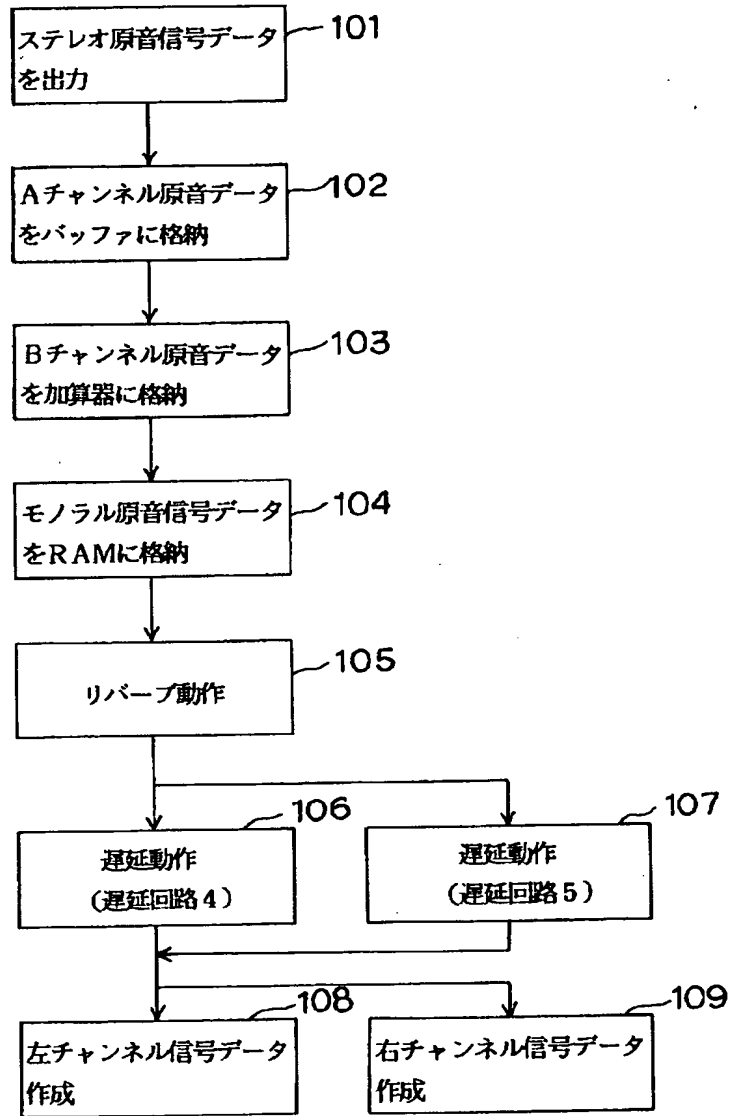 ステレオ原音信号データ
を出力
101
Aチャンネル原音データ
をバッファに格納
102
Bチャンネル原音データ
を加算器に格納
103
モノラル原音信号データ
をRAMに格納
104
リバーブ動作
105
遅延動作
(遅延回路4)
106
遅延動作
(遅延回路5)
107
左チャンネル信号データ
作成
108
右チャンネル信号データ
作成
109